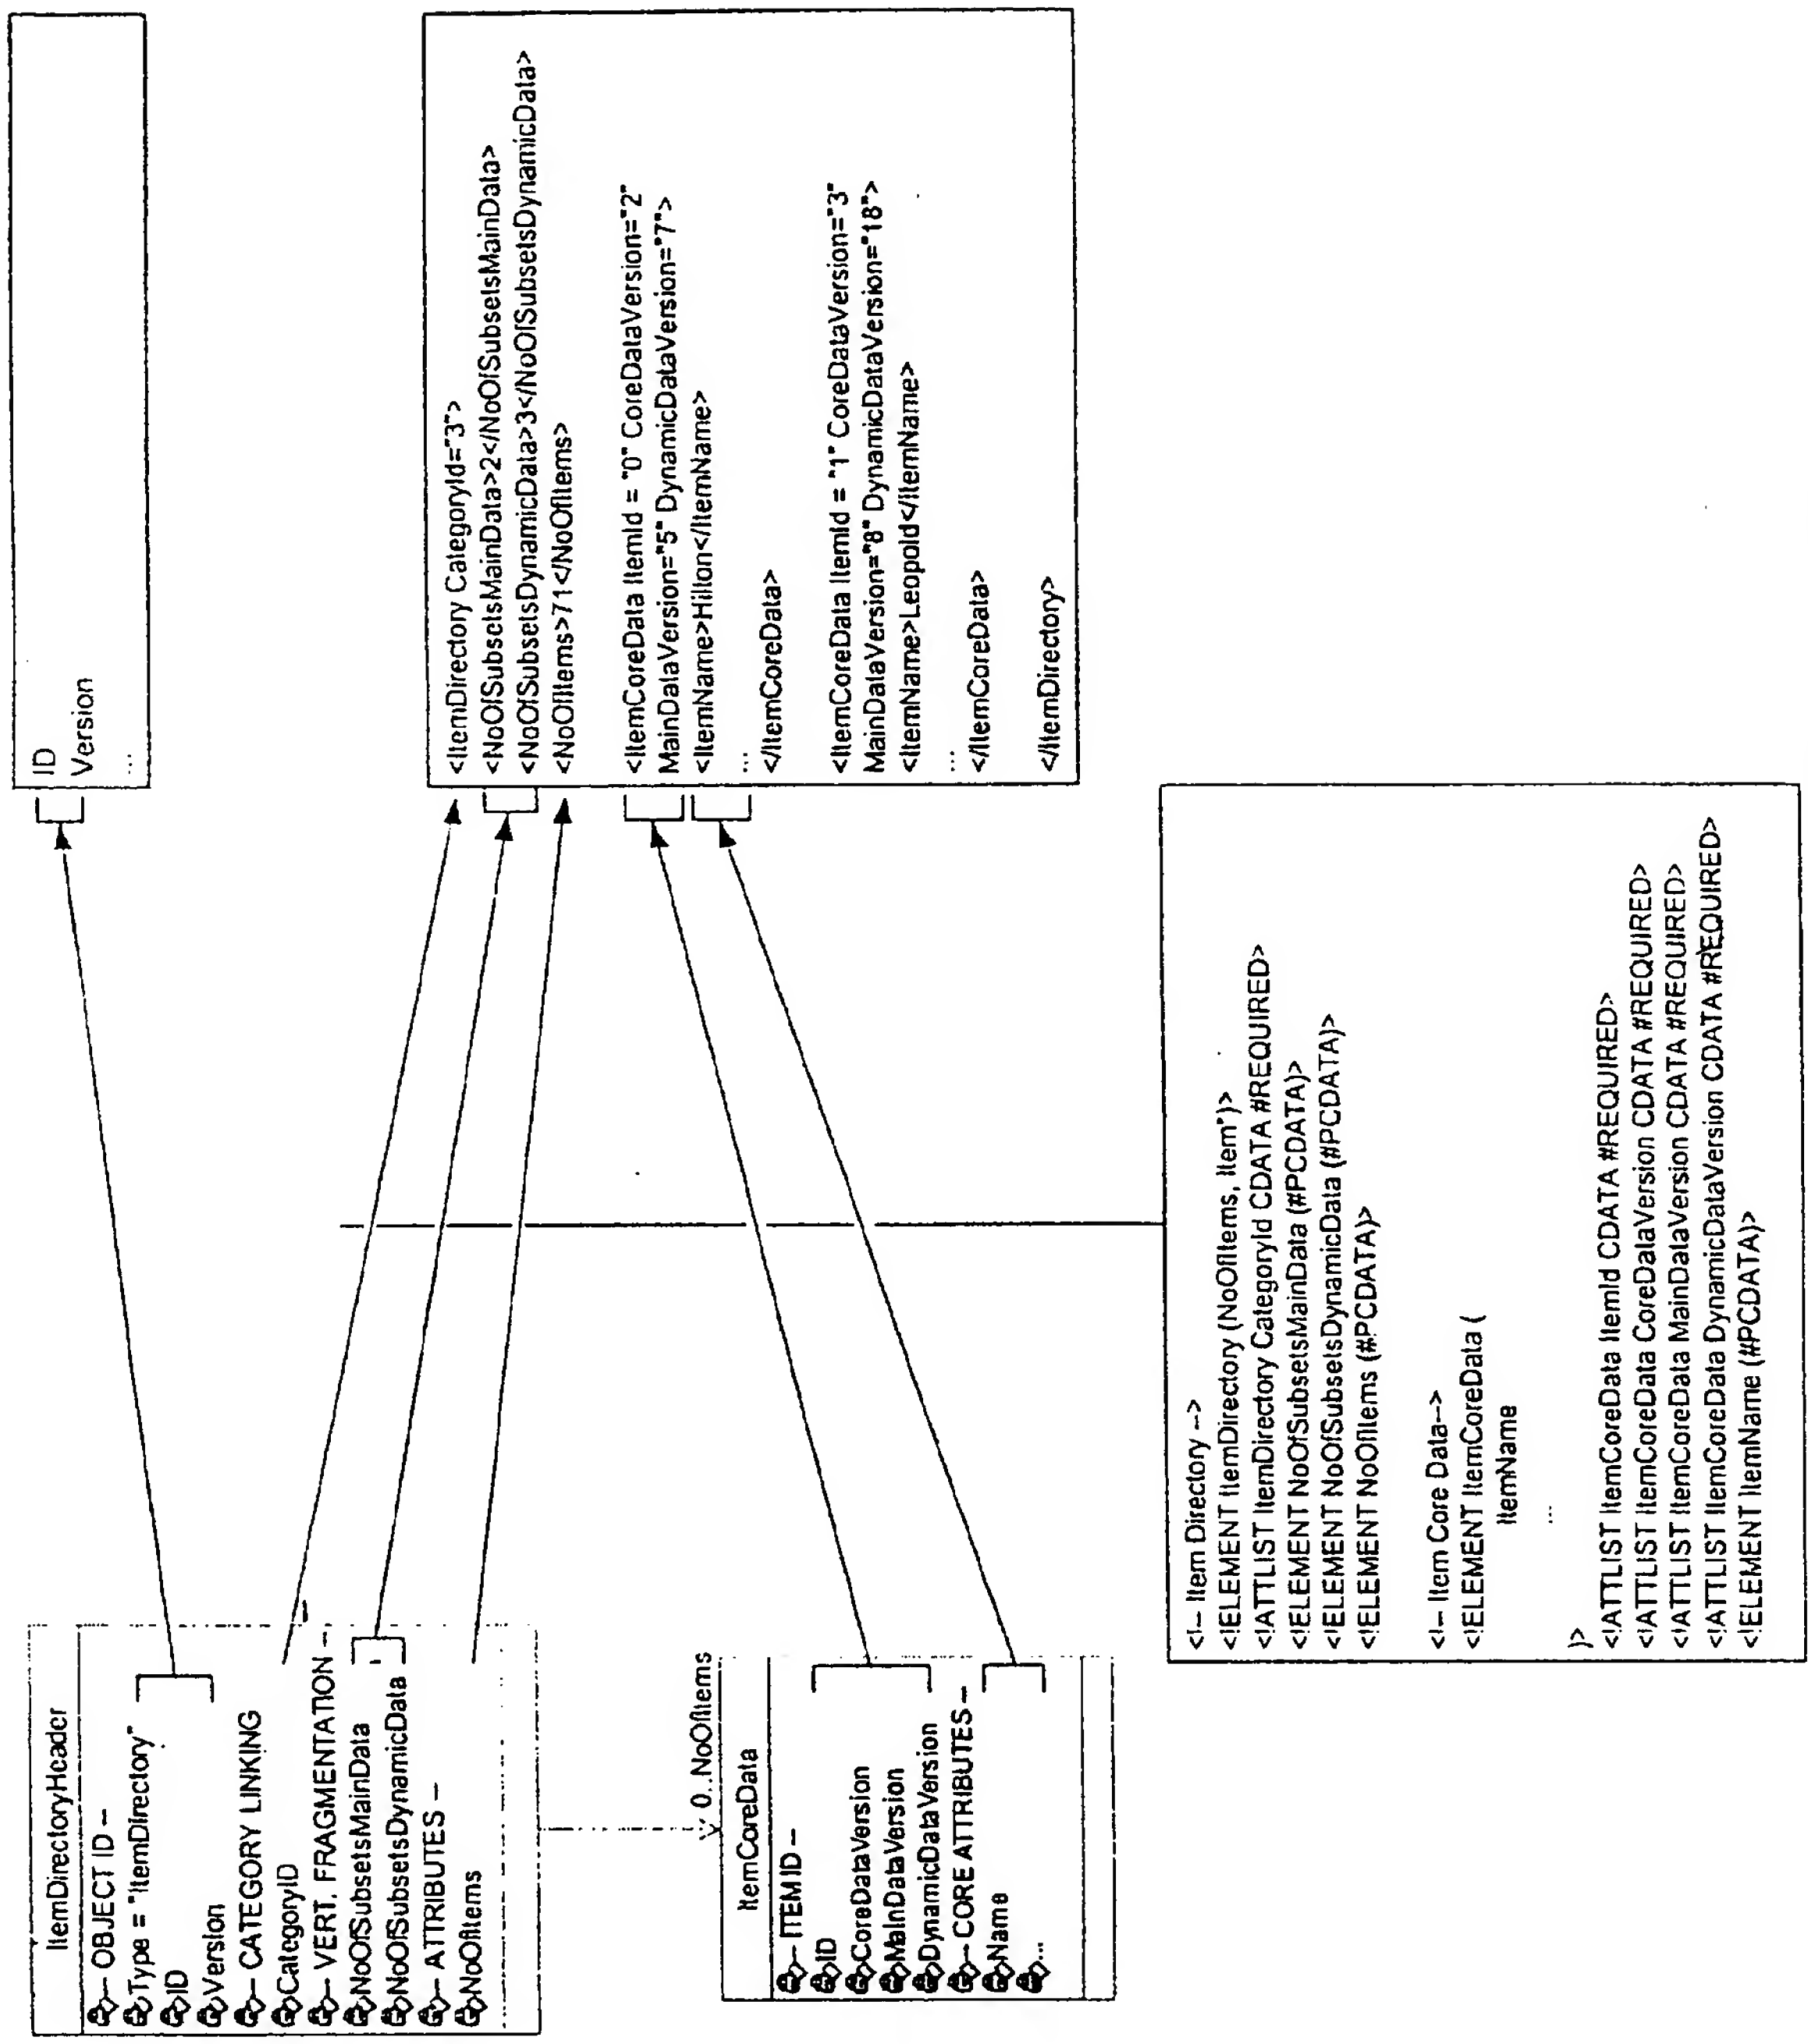 ItemDirectoryHeader
-- OBJECT ID --
Type = "ItemDirectory"
ID
Version
-- CATEGORY LINKING
CategoryID
-- VERT. FRAGMENTATION --
NoOfSubsetsMainData
NoOfSubsetsDynamicData
-- ATTRIBUTES --
NoOfItems
0..NoOfItems
ItemCoreData
-- ITEM ID --
ID
CoreDataVersion
MainDataVersion
DynamicDataVersion
-- CORE ATTRIBUTES --
Name
...
ID
Version
...
<ItemDirectory CategoryId="3">
<NoOfSubsetsMainData>2</NoOfSubsetsMainData>
<NoOfSubsetsDynamicData>3</NoOfSubsetsDynamicData>
<NoOfItems>71</NoOfItems>
<ItemCoreData ItemId = "0" CoreDataVersion="2"
MainDataVersion="5" DynamicDataVersion="7">
<ItemName>Hilton</ItemName>
...
</ItemCoreData>
<ItemCoreData ItemId = "1" CoreDataVersion="3"
MainDataVersion="8" DynamicDataVersion="18">
<ItemName>Leopold</ItemName>
...
</ItemCoreData>
</ItemDirectory>
<!-- Item Directory -->
<!ELEMENT ItemDirectory (NoOfItems, Item*)>
<!ATTLIST ItemDirectory CategoryId CDATA #REQUIRED>
<!ELEMENT NoOfSubsetsMainData (#PCDATA)>
<!ELEMENT NoOfSubsetsDynamicData (#PCDATA)>
<!ELEMENT NoOfItems (#PCDATA)>
<!-- Item Core Data-->
<!ELEMENT ItemCoreData (
ItemName
...
)>
<!ATTLIST ItemCoreData ItemId CDATA #REQUIRED>
<!ATTLIST ItemCoreData CoreDataVersion CDATA #REQUIRED>
<!ATTLIST ItemCoreData MainDataVersion CDATA #REQUIRED>
<!ATTLIST ItemCoreData DynamicDataVersion CDATA #REQUIRED>
<!ELEMENT ItemName (#PCDATA)>